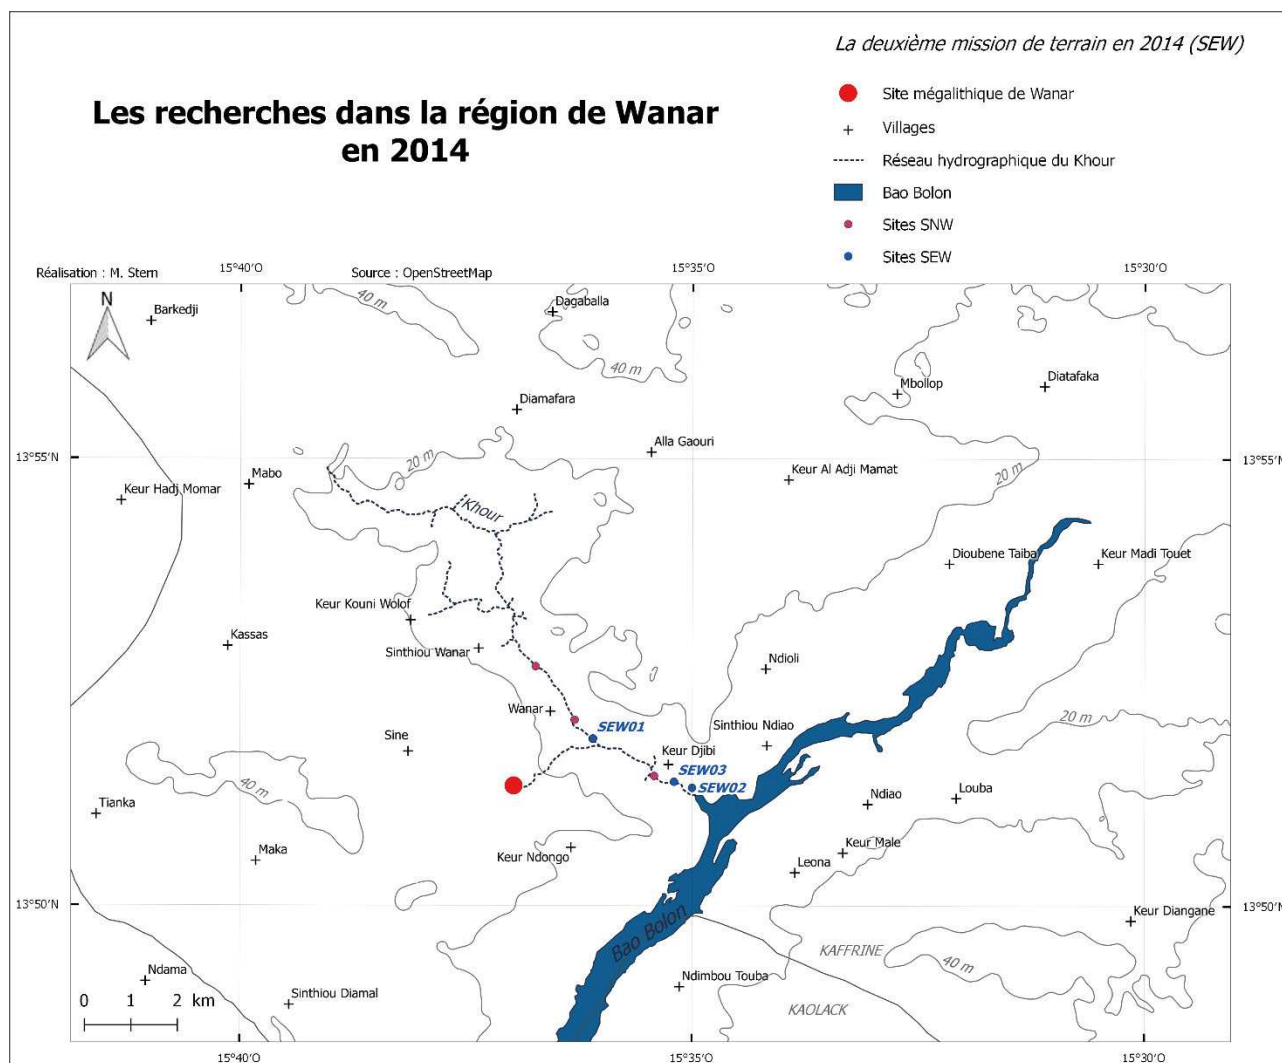 La deuxième mission de terrain en 2014 (SEW)
Les recherches dans la région de Wanar
en 2014
Site mégalithique de Wanar
Villages
Réseau hydrographique du Khour
Bao Bolon
Sites SNW
Sites SEW
Réalisation : M. Stern
Source : OpenStreetMap
15°40'O
15°35'O
15°30'O
N
Barkedji
40 m
Dagaballa
40 m
Mbollop
Diatafaka
Diamafara
Alla Gaouri
13°55'N
13°55'N
20 m
Mabo
Keur Al Adji Mamat
20 m
Keur Hadj Momar
Khour
Dioubene Taiba
Keur Madi Touet
Keur Kouni Wolof
Kassas
Sinthiou Wanar
Ndioli
Wanar
SEW01
Sinthiou Ndiao
20 m
Sine
Keur Djibi
SEW03
SEW02
40 m
Tianka
Ndiao
Louba
Maka
Keur Ndongo
Keur Male
Leona
13°50'N
13°50'N
Bao Bolon
Keur Diangane
KAFFRINE
40 m
Ndama
Ndimbou Touba
Sinthiou Diamal
KAOLACK
0 1 2 km
15°40'O
15°35'O
15°30'O